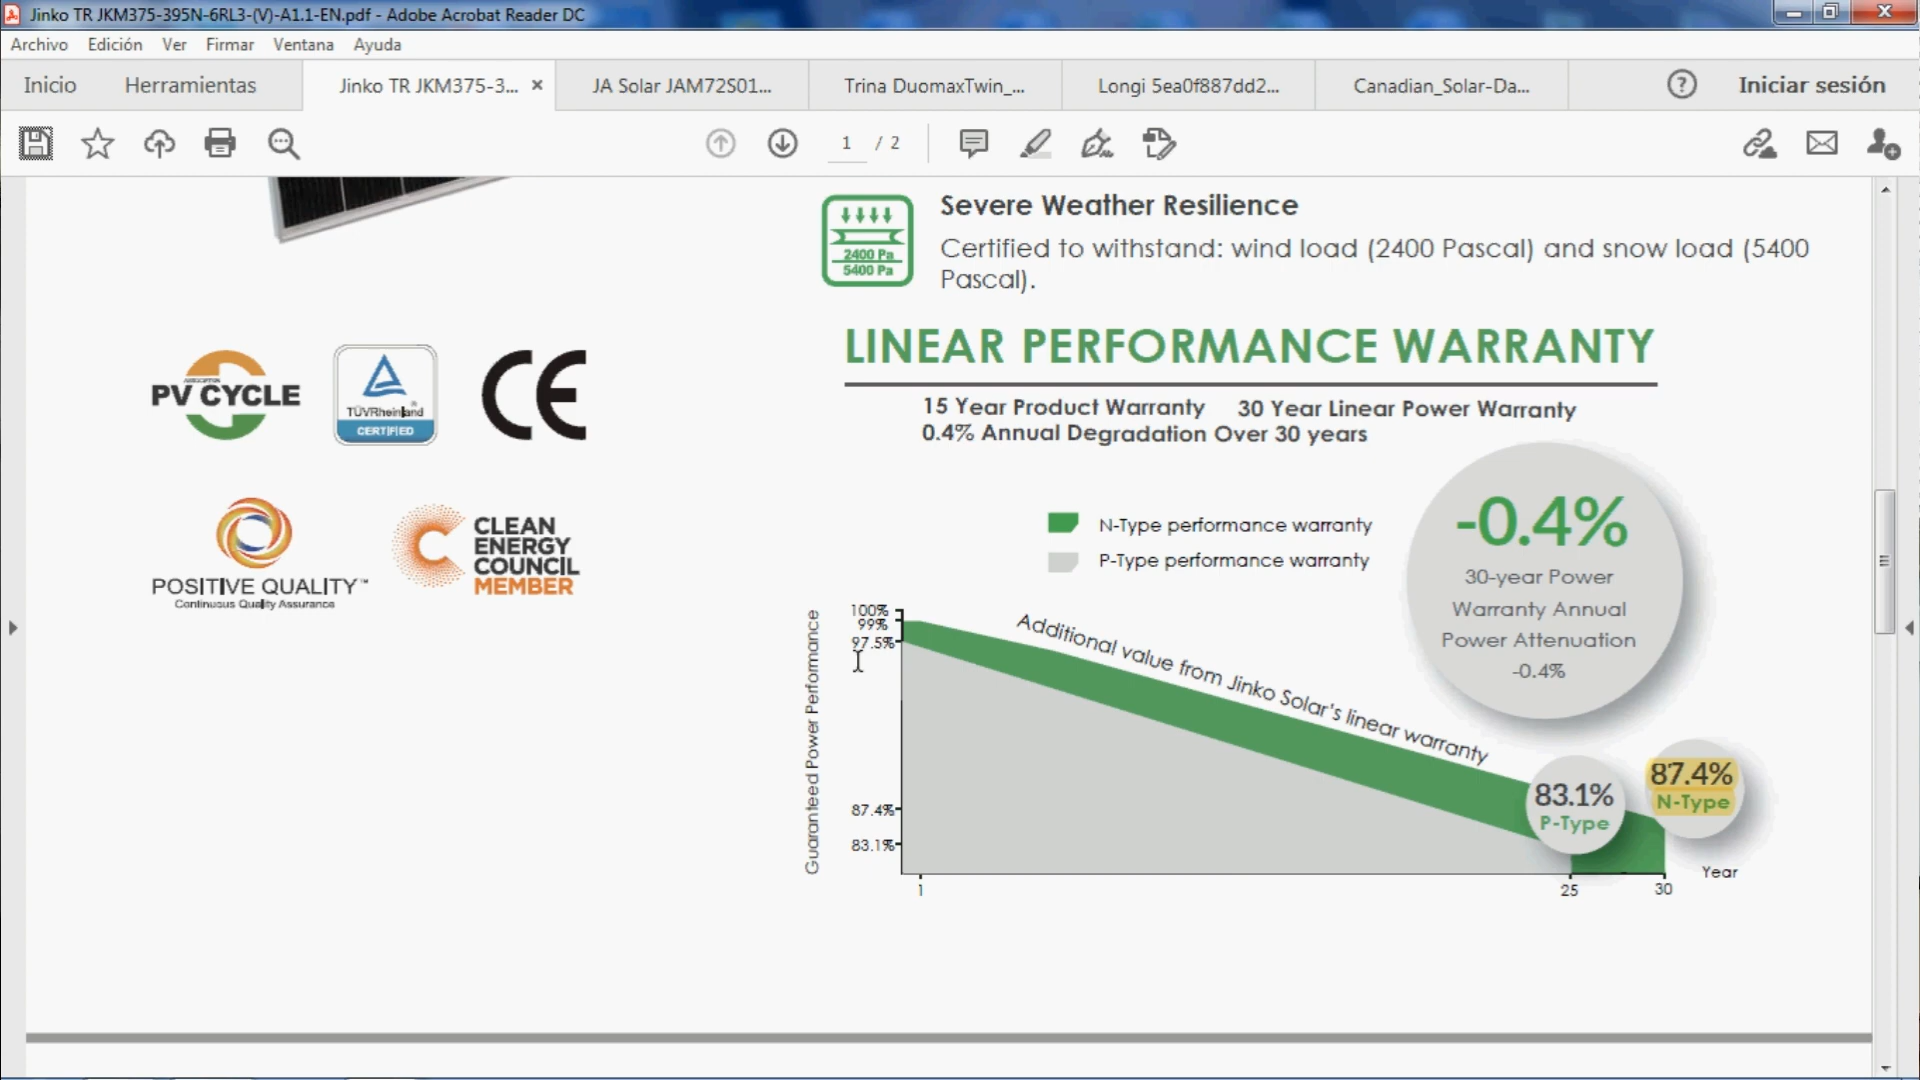 Jinko TR JKM375-395N-6RL3-(V)-A1.1-EN.pdf - Adobe Acrobat Reader DC
Archivo Edición Ver Firmar Ventana Ayuda
Inicio Herramientas Jinko TR JKM375-3... JA Solar JAM72S01... Trina DuomaxTwin_... Longi 5ea0f887dd2... Canadian_Solar-Da... Iniciar sesión
1 / 2
Severe Weather Resilience
Certified to withstand: wind load (2400 Pascal) and snow load (5400
Pascal).
2400 Pa
5400 Pa
LINEAR PERFORMANCE WARRANTY
15 Year Product Warranty 30 Year Linear Power Warranty
0.4% Annual Degradation Over 30 years
PV CYCLE
TÜVRheinland
CERTIFIED
CE
POSITIVE QUALITY™
Continuous Quality Assurance
CLEAN
ENERGY
COUNCIL
MEMBER
N-Type performance warranty
P-Type performance warranty
-0.4%
30-year Power
Warranty Annual
Power Attenuation
-0.4%
Guaranteed Power Performance
100%
99%
97.5%
87.4%
83.1%
Additional value from Jinko Solar's linear warranty
83.1%
P-Type
87.4%
N-Type
1 25 30
Year